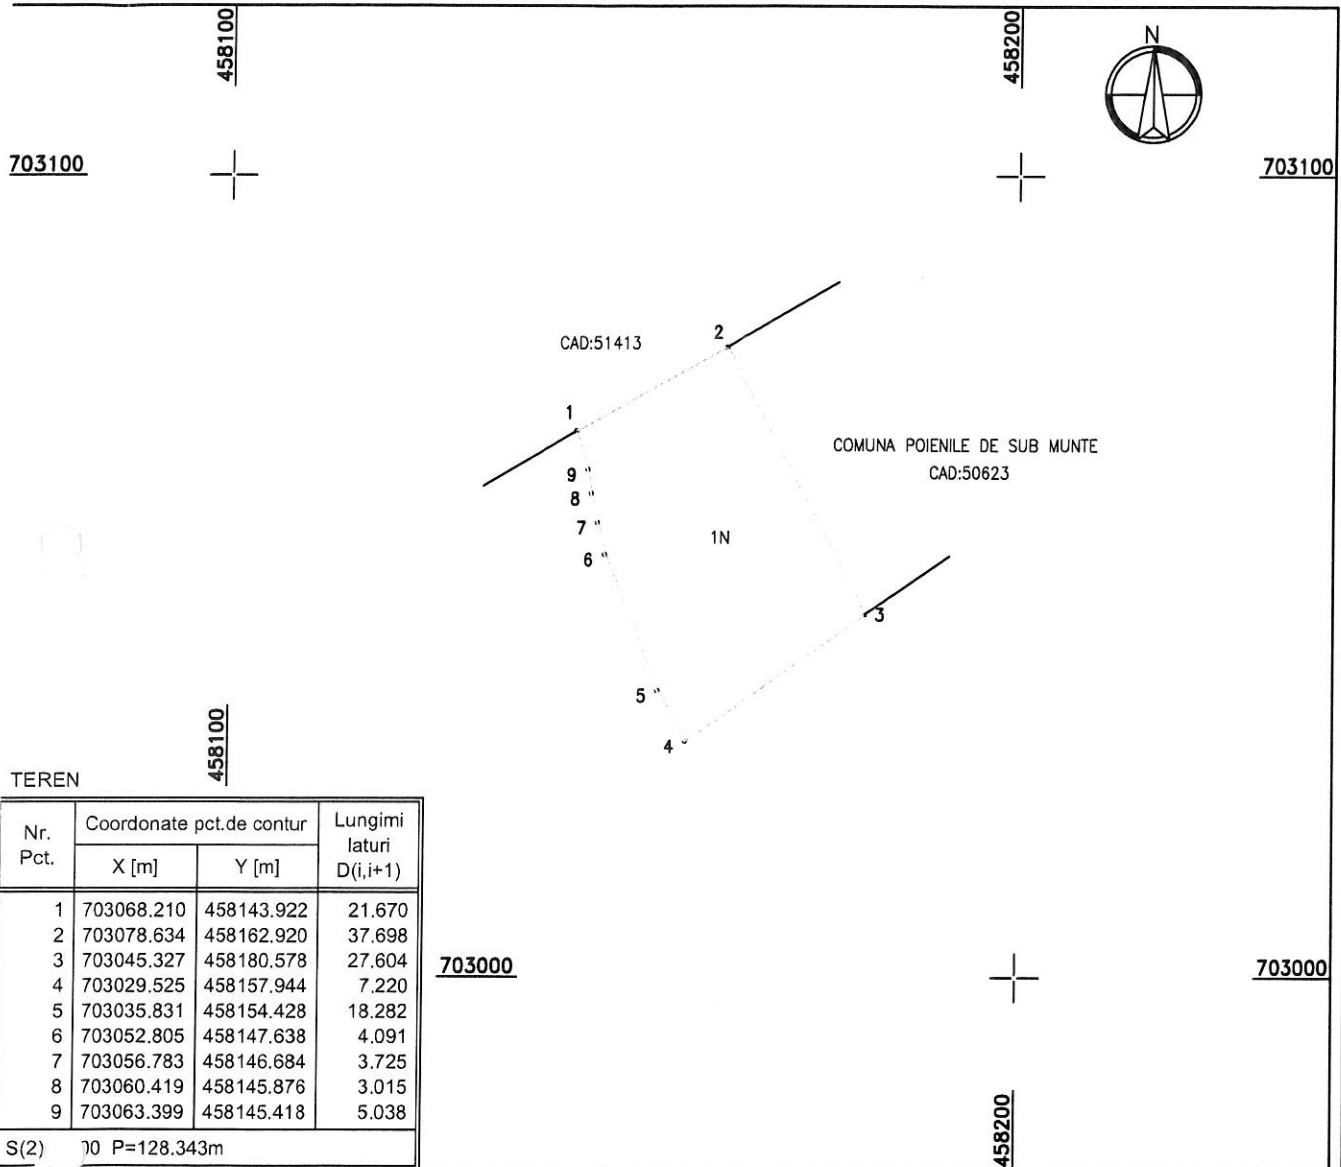 458100
458200
N
703100
703100
2
CAD:51413
1
COMUNA POIENILE DE SUB MUNTE
CAD:50623
9
8
7
6
1N
3
5
4
458100
TEREN
Nr. Pct. Coordonate pct.de contur Lungimi laturi D(i,i+1)
X [m] Y [m]
1 703068.210 458143.922 21.670
2 703078.634 458162.920 37.698
3 703045.327 458180.578 27.604
4 703029.525 458157.944 7.220
5 703035.831 458154.428 18.282
6 703052.805 458147.638 4.091
7 703056.783 458146.684 3.725
8 703060.419 458145.876 3.015
9 703063.399 458145.418 5.038
S(2) 00 P=128.343m
703000
703000
458200